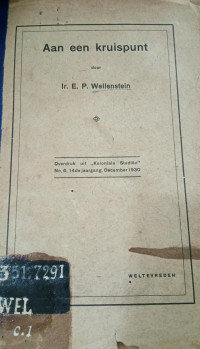 Aan een kruispunt
door
Ir. E. P. Wellenstein
Overdruk uit „Koloniale Studiën"
No. 6, 14de jaargang, December 1930
WELTEVREDEN
351.7291
WEL
c.1